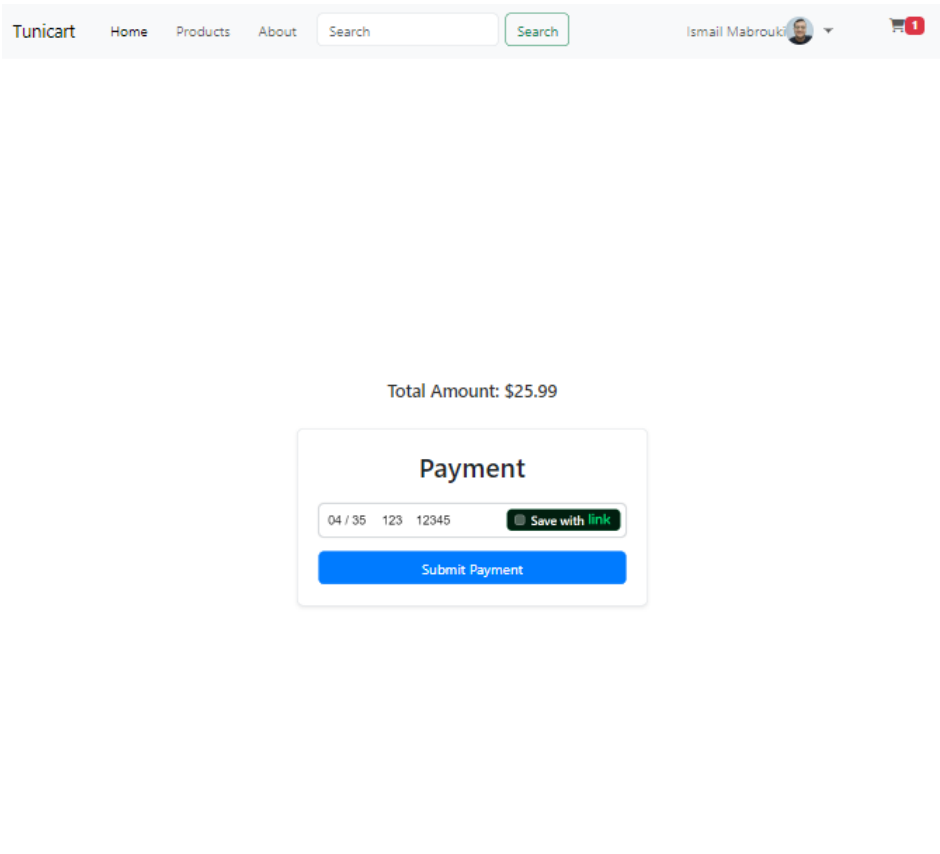 Tunicart Home Products About Search Search Ismail Mabrouki 1
Total Amount: $25.99
Payment
04 / 35 123 12345 Save with link
Submit Payment